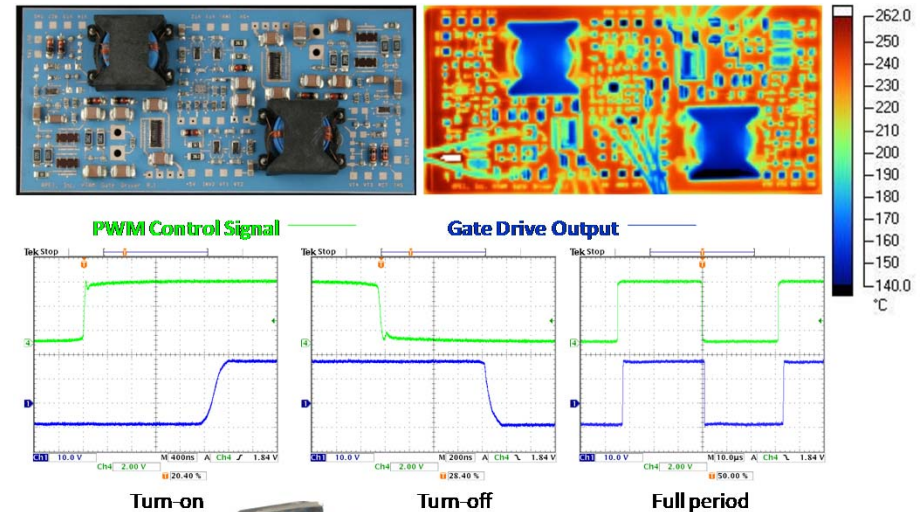 262.0
250
240
230
220
210
200
190
180
170
160
150
140.0
°C
PWM Control Signal
Gate Drive Output
Tek Stop
Tek Stop
Tek Stop
Ch1 10.0 V M 400ns A Ch4 1.84 V
Ch4 2.00 V
20.40 %
Ch1 10.0 V M 200ns A Ch4 1.84 V
Ch4 2.00 V
28.40 %
Ch1 10.0 V M 10.0µs A Ch4 1.84 V
Ch4 2.00 V
50.00 %
Turn-on
Turn-off
Full period